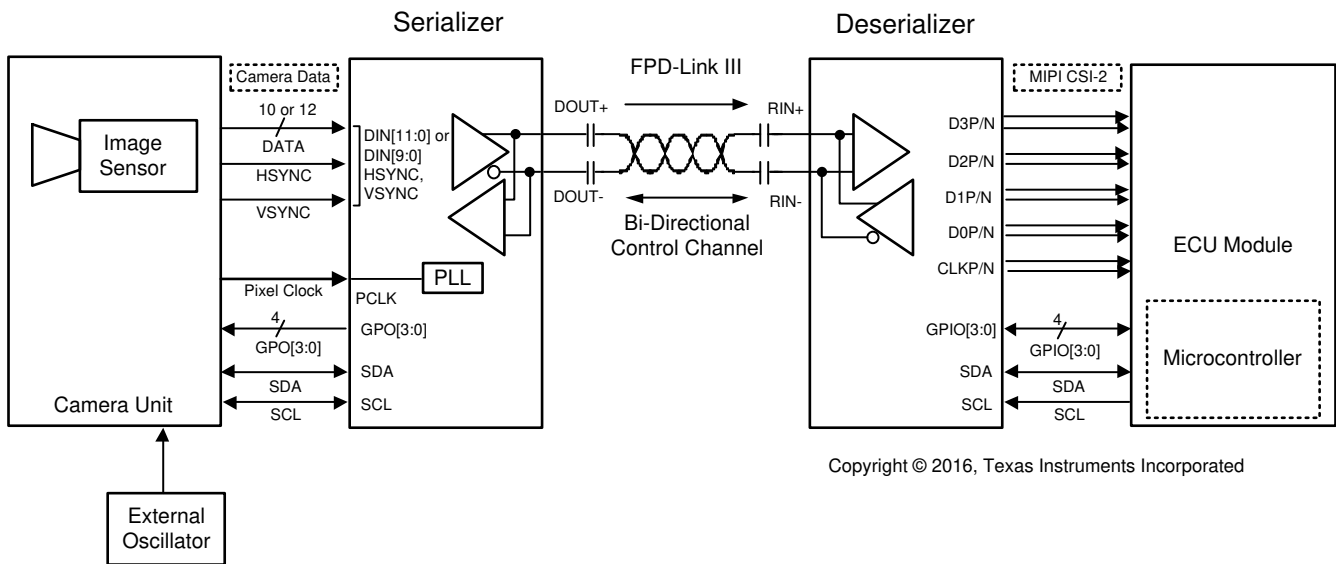 Serializer
Deserializer
Camera Data
FPD-Link III
MIPI CSI-2
Image
Sensor
10 or 12
DATA
HSYNC
VSYNC
DIN[11:0] or
DIN[9:0]
HSYNC,
VSYNC
DOUT+
DOUT-
RIN+
RIN-
Bi-Directional
Control Channel
D3P/N
D2P/N
D1P/N
D0P/N
CLKP/N
ECU Module
Pixel Clock
PCLK
PLL
4
GPO[3:0]
GPO[3:0]
SDA
SDA
SCL
SCL
Camera Unit
GPIO[3:0]
4
GPIO[3:0]
SDA
SDA
SCL
SCL
Microcontroller
Copyright © 2016, Texas Instruments Incorporated
External
Oscillator